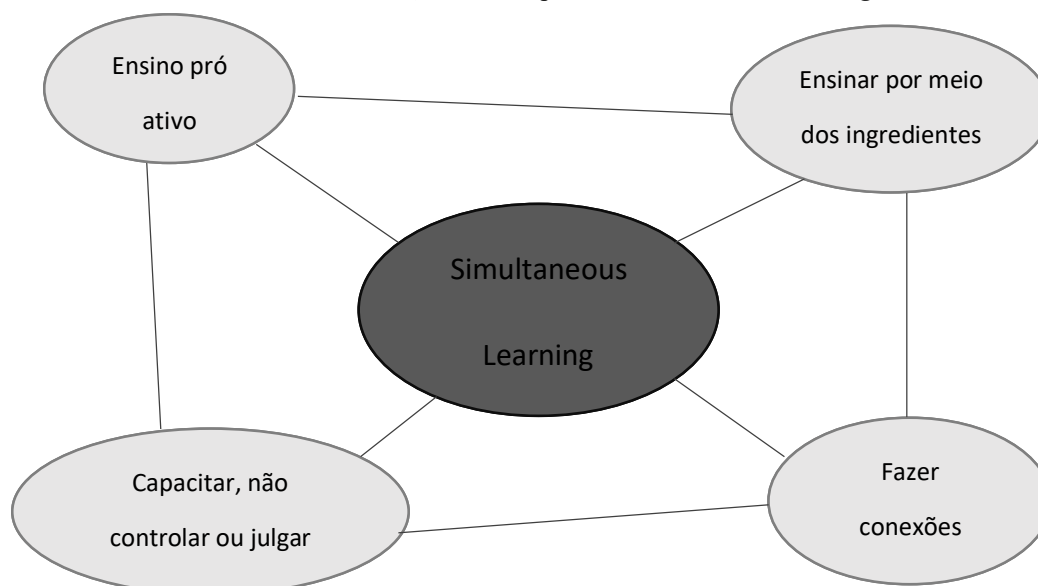 Ensino pró
ativo
Ensinar por meio
dos ingredientes
Simultaneous
Learning
Capacitar, não
controlar ou julgar
Fazer
conexões